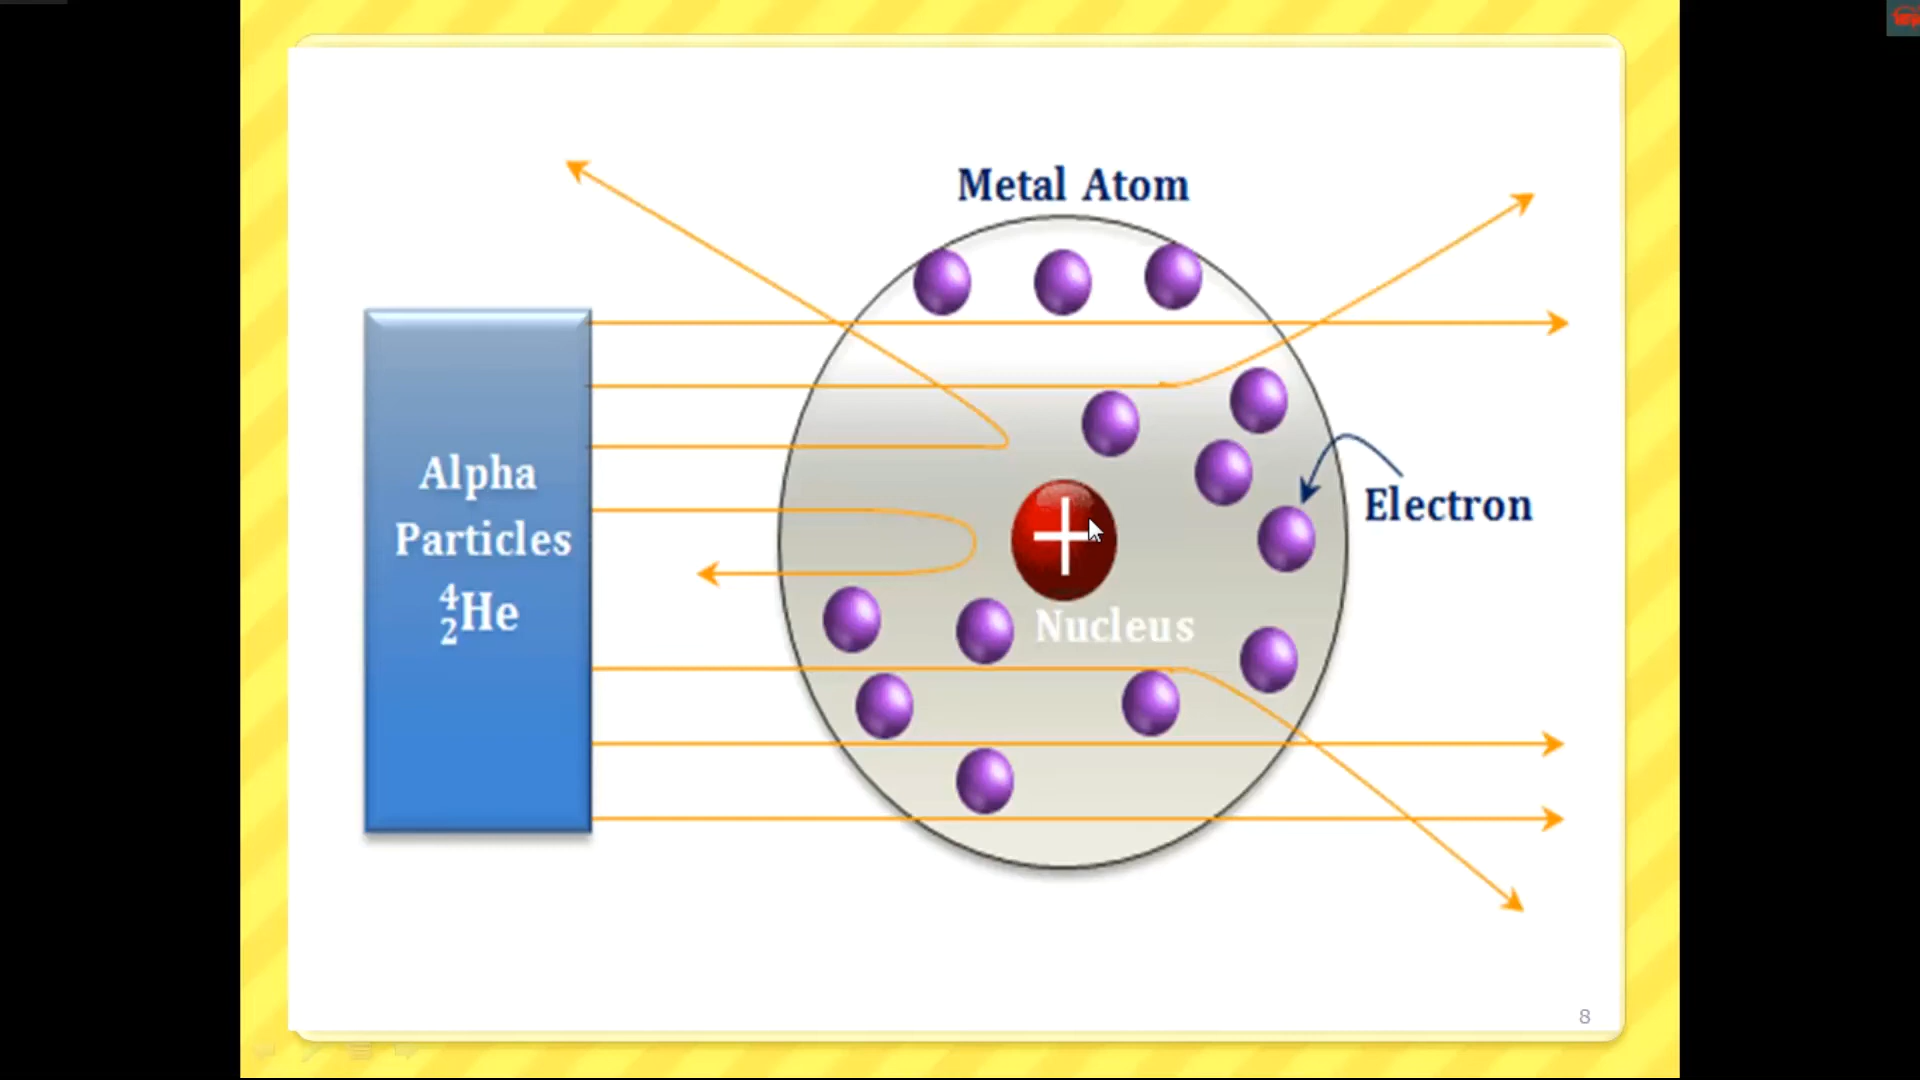 Metal Atom
Alpha
Particles
⁴₂He
+
Electron
Nucleus
8